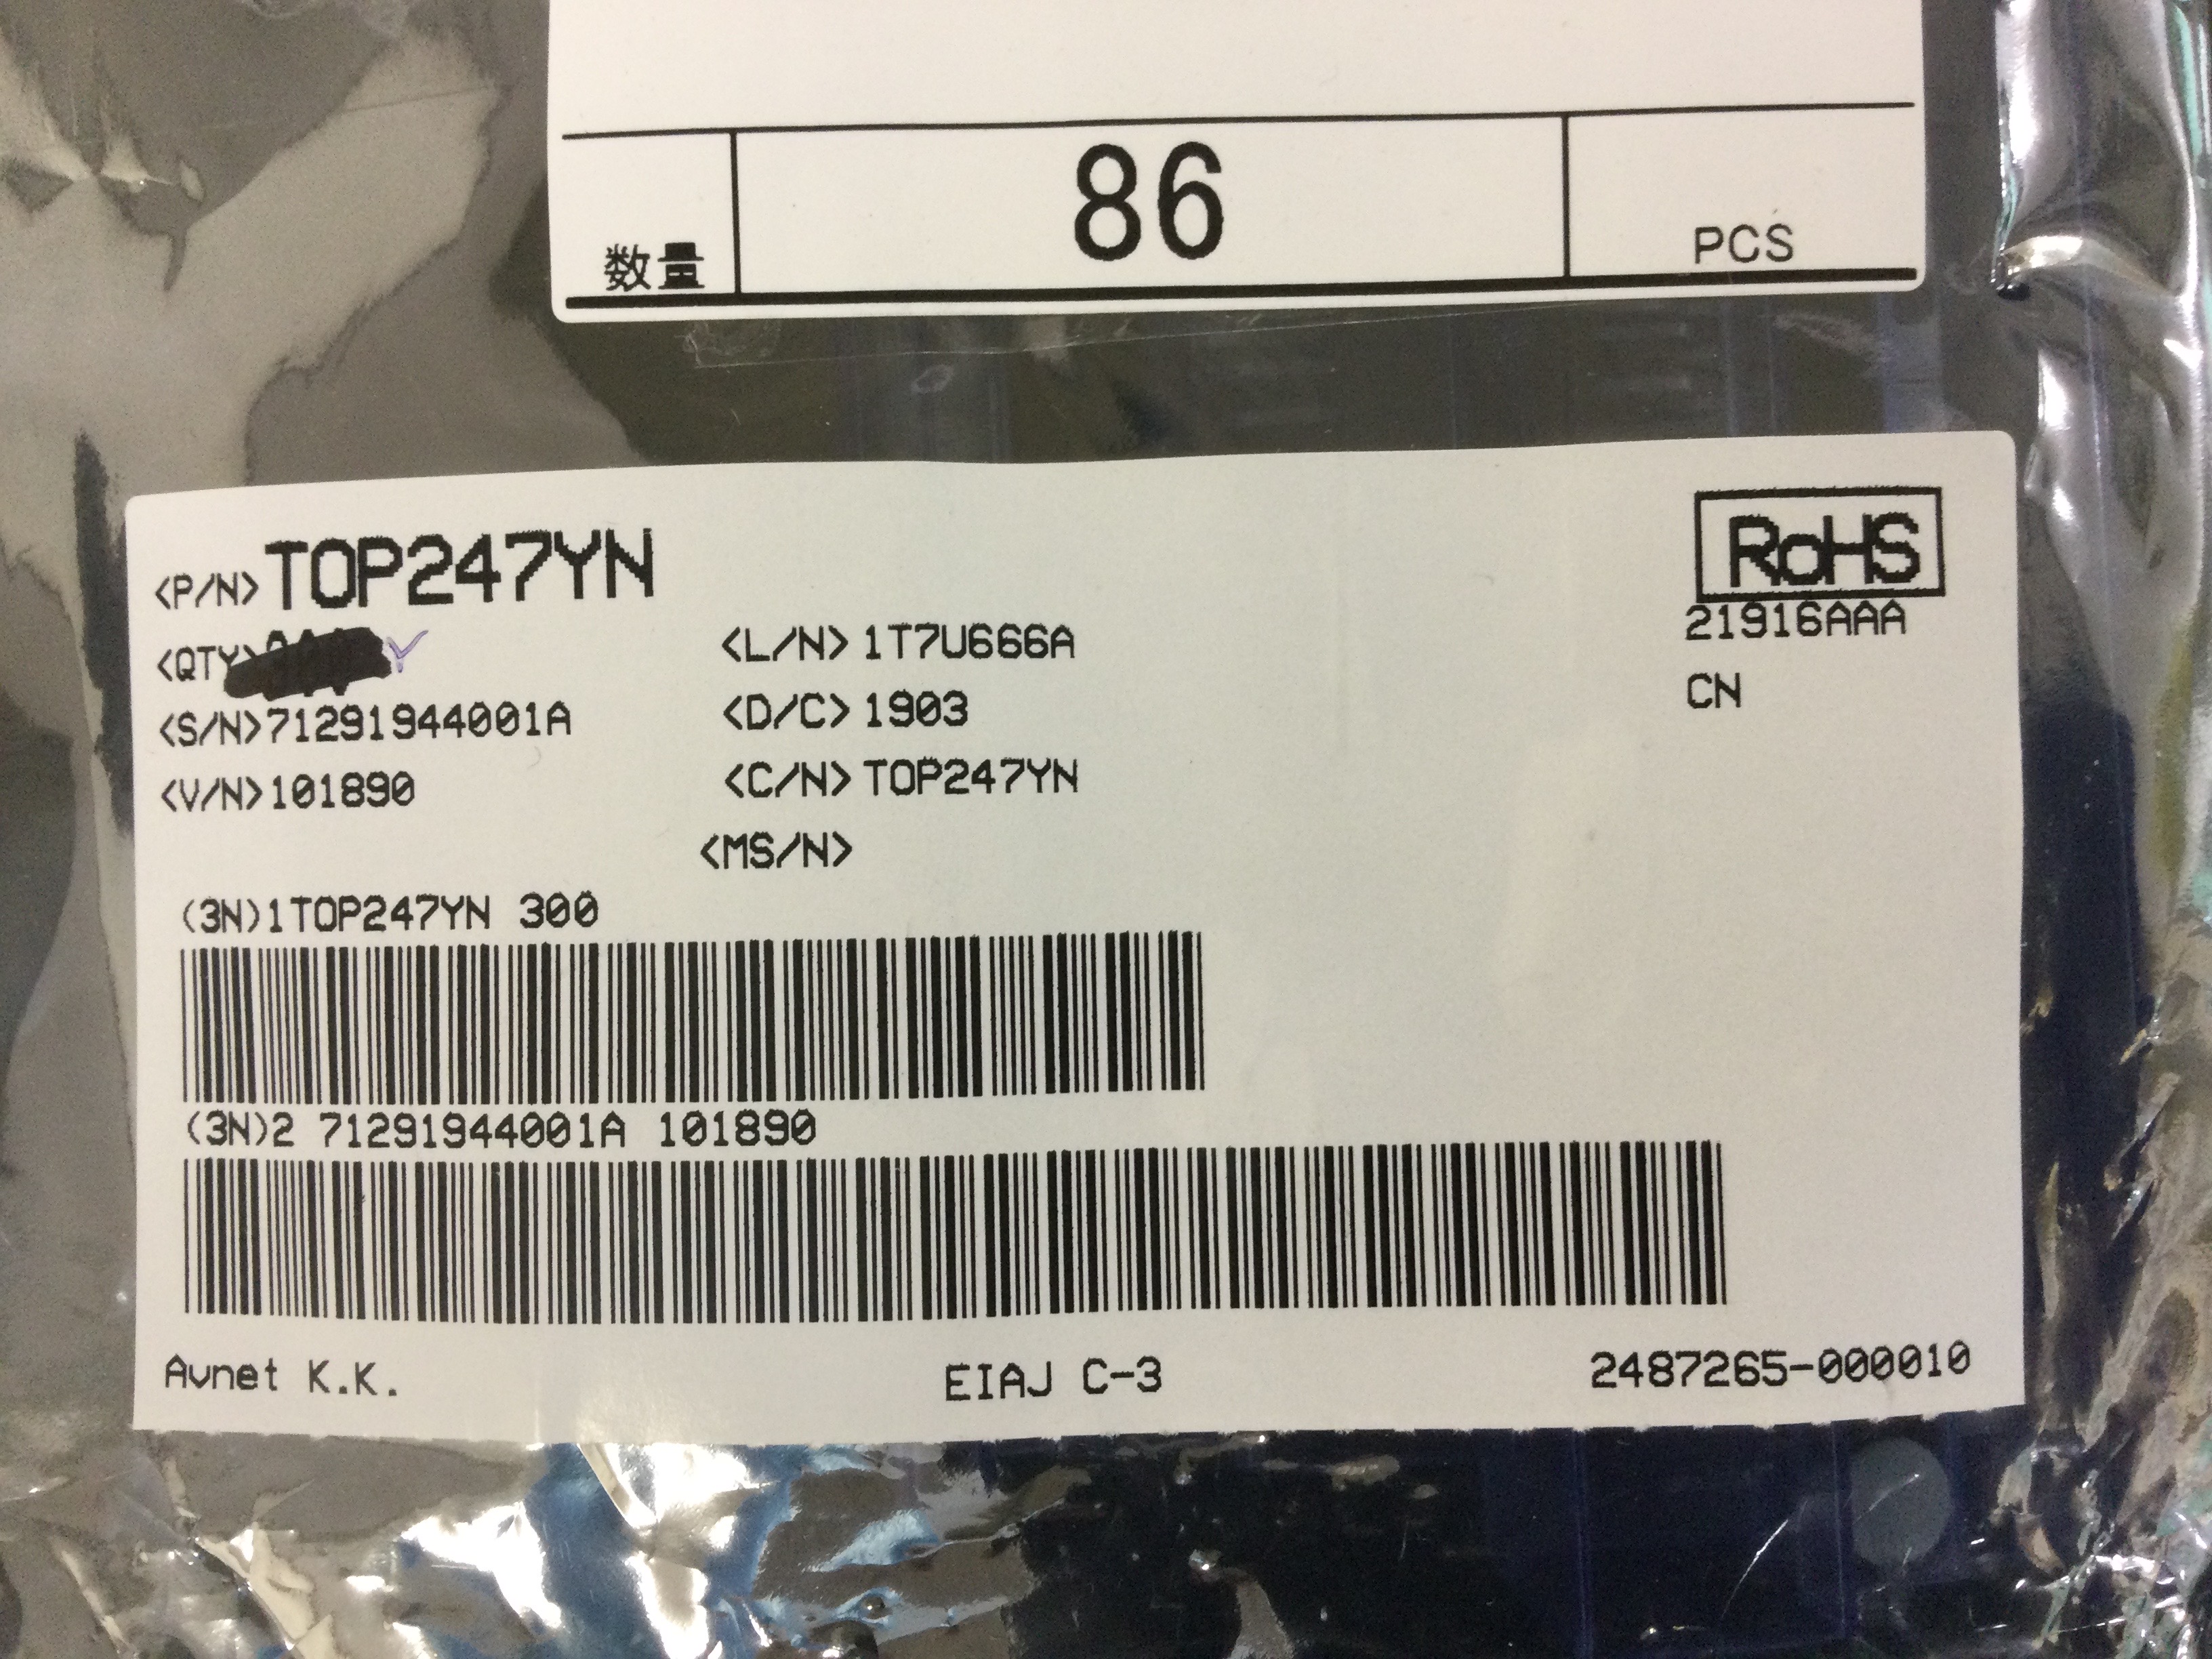 数量 86 PCS
<P/N>TOP247YN
RoHS
<QTY>
<L/N> 1T7U666A
21916AAA
<S/N>71291944001A
<D/C> 1903
CN
<V/N>101890
<C/N> TOP247YN
<MS/N>
(3N)1TOP247YN 300
(3N)2 71291944001A 101890
Avnet K.K.
EIAJ C-3
2487265-000010